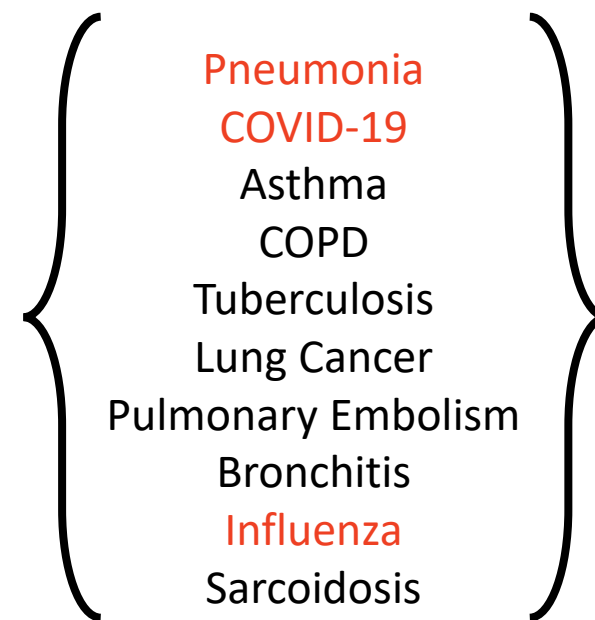 Pneumonia
COVID-19
Asthma
COPD
Tuberculosis
Lung Cancer
Pulmonary Embolism
Bronchitis
Influenza
Sarcoidosis